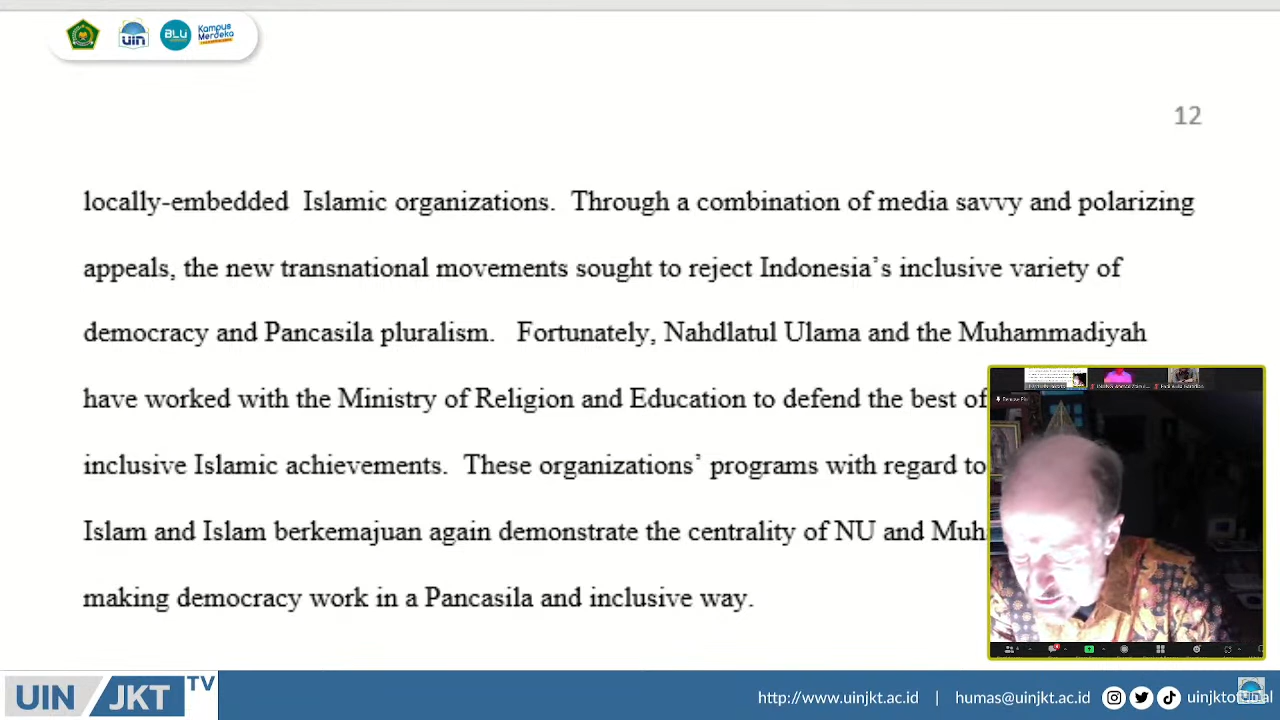 uin
BLU
Kampus
Merdeka
12
locally-embedded Islamic organizations. Through a combination of media savvy and polarizing
appeals, the new transnational movements sought to reject Indonesia's inclusive variety of
democracy and Pancasila pluralism. Fortunately, Nahdlatul Ulama and the Muhammadiyah
have worked with the Ministry of Religion and Education to defend the best of
inclusive Islamic achievements. These organizations' programs with regard to
Islam and Islam berkemajuan again demonstrate the centrality of NU and Muh
making democracy work in a Pancasila and inclusive way.
UIN JKT TV
http://www.uinjkt.ac.id | humas@uinjkt.ac.id